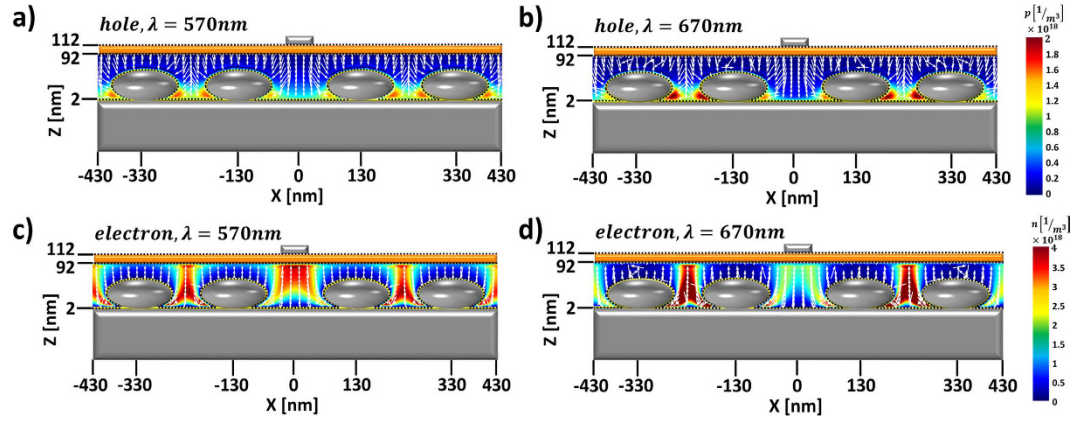 a) hole, λ = 570nm
112
92
2
Z [nm]
-430 -330 -130 0 130 330 430
X [nm]
b) hole, λ = 670nm
112
92
2
Z [nm]
-430 -330 -130 0 130 330 430
X [nm]
p [1/m³]
× 10¹⁸
2
1.8
1.6
1.4
1.2
1
0.8
0.6
0.4
0.2
0
c) electron, λ = 570nm
112
92
2
Z [nm]
-430 -330 -130 0 130 330 430
X [nm]
d) electron, λ = 670nm
112
92
2
Z [nm]
-430 -330 -130 0 130 330 430
X [nm]
n [1/m³]
× 10¹⁸
4
3.5
3
2.5
2
1.5
1
0.5
0